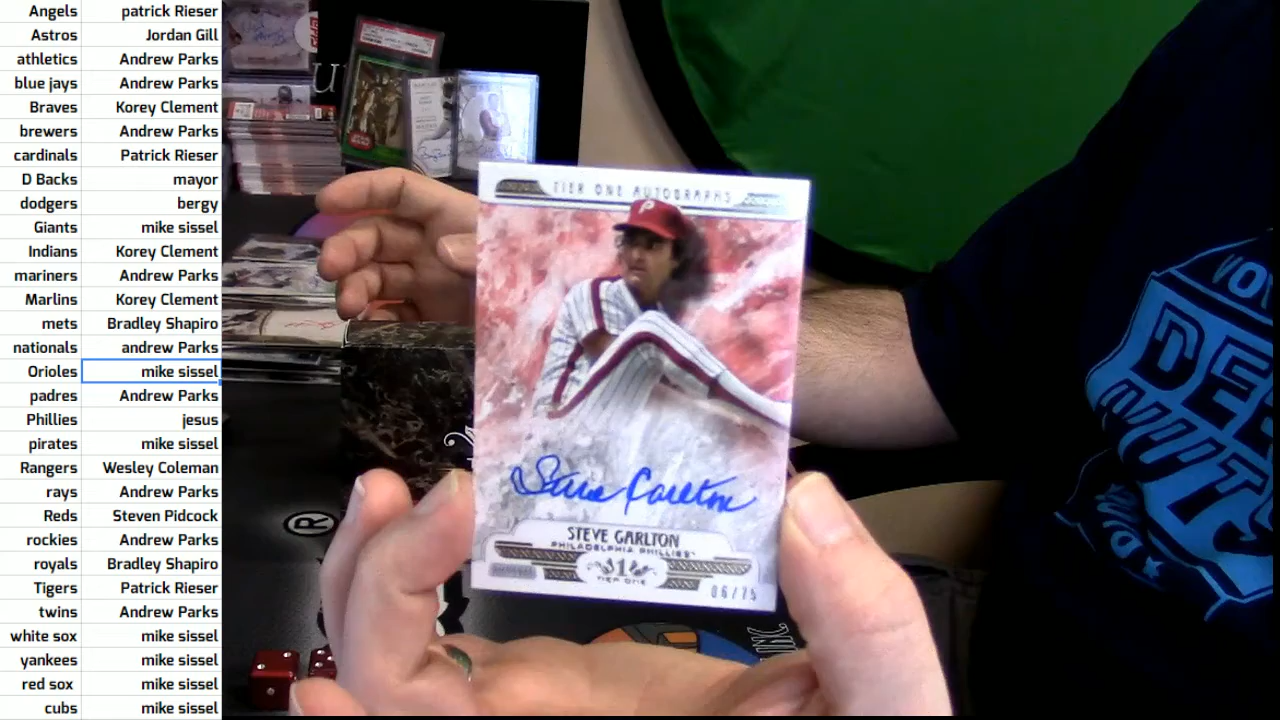 Angels patrick Rieser
Astros Jordan Gill
athletics Andrew Parks
blue jays Andrew Parks
Braves Korey Clement
brewers Andrew Parks
cardinals Patrick Rieser
D Backs mayor
dodgers bergy
Giants mike sissel
Indians Korey Clement
mariners Andrew Parks
Marlins Korey Clement
mets Bradley Shapiro
nationals andrew Parks
Orioles mike sissel
padres Andrew Parks
Phillies jesus
pirates mike sissel
Rangers Wesley Coleman
rays Andrew Parks
Reds Steven Pidcock
rockies Andrew Parks
royals Bradley Shapiro
Tigers Patrick Rieser
twins Andrew Parks
white sox mike sissel
yankees mike sissel
red sox mike sissel
cubs mike sissel
TIER ONE AUTOGRAPHS
P
Steve Carlton
STEVE CARLTON
PHILADELPHIA PHILLIES
1
TIER ONE
06/75
®